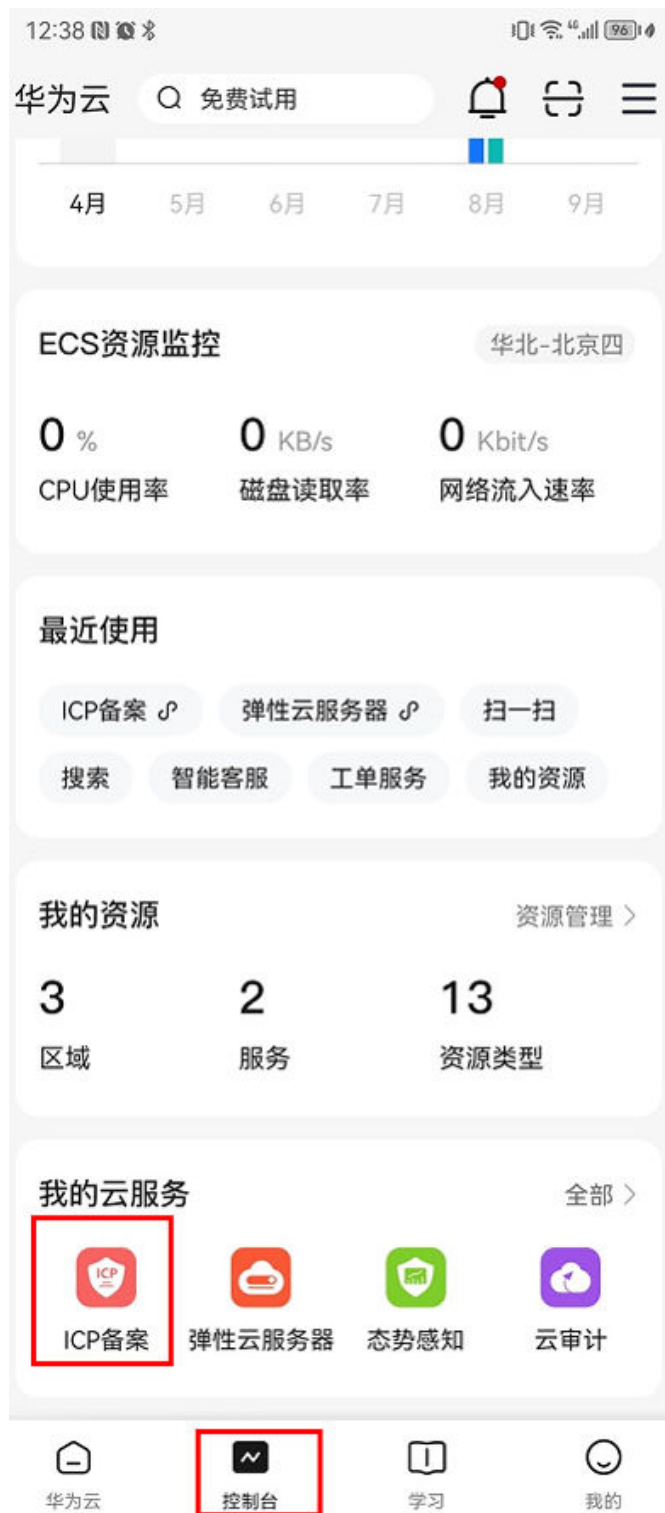 12:38 4G 96
华为云 免费试用
4月 5月 6月 7月 8月 9月
ECS资源监控 华北-北京四
0 % 0 KB/s 0 Kbit/s
CPU使用率 磁盘读取率 网络流入速率
最近使用
ICP备案 弹性云服务器 扫一扫
搜索 智能客服 工单服务 我的资源
我的资源 资源管理
3 2 13
区域 服务 资源类型
我的云服务 全部
ICP
ICP备案 弹性云服务器 态势感知 云审计
华为云 控制台 学习 我的